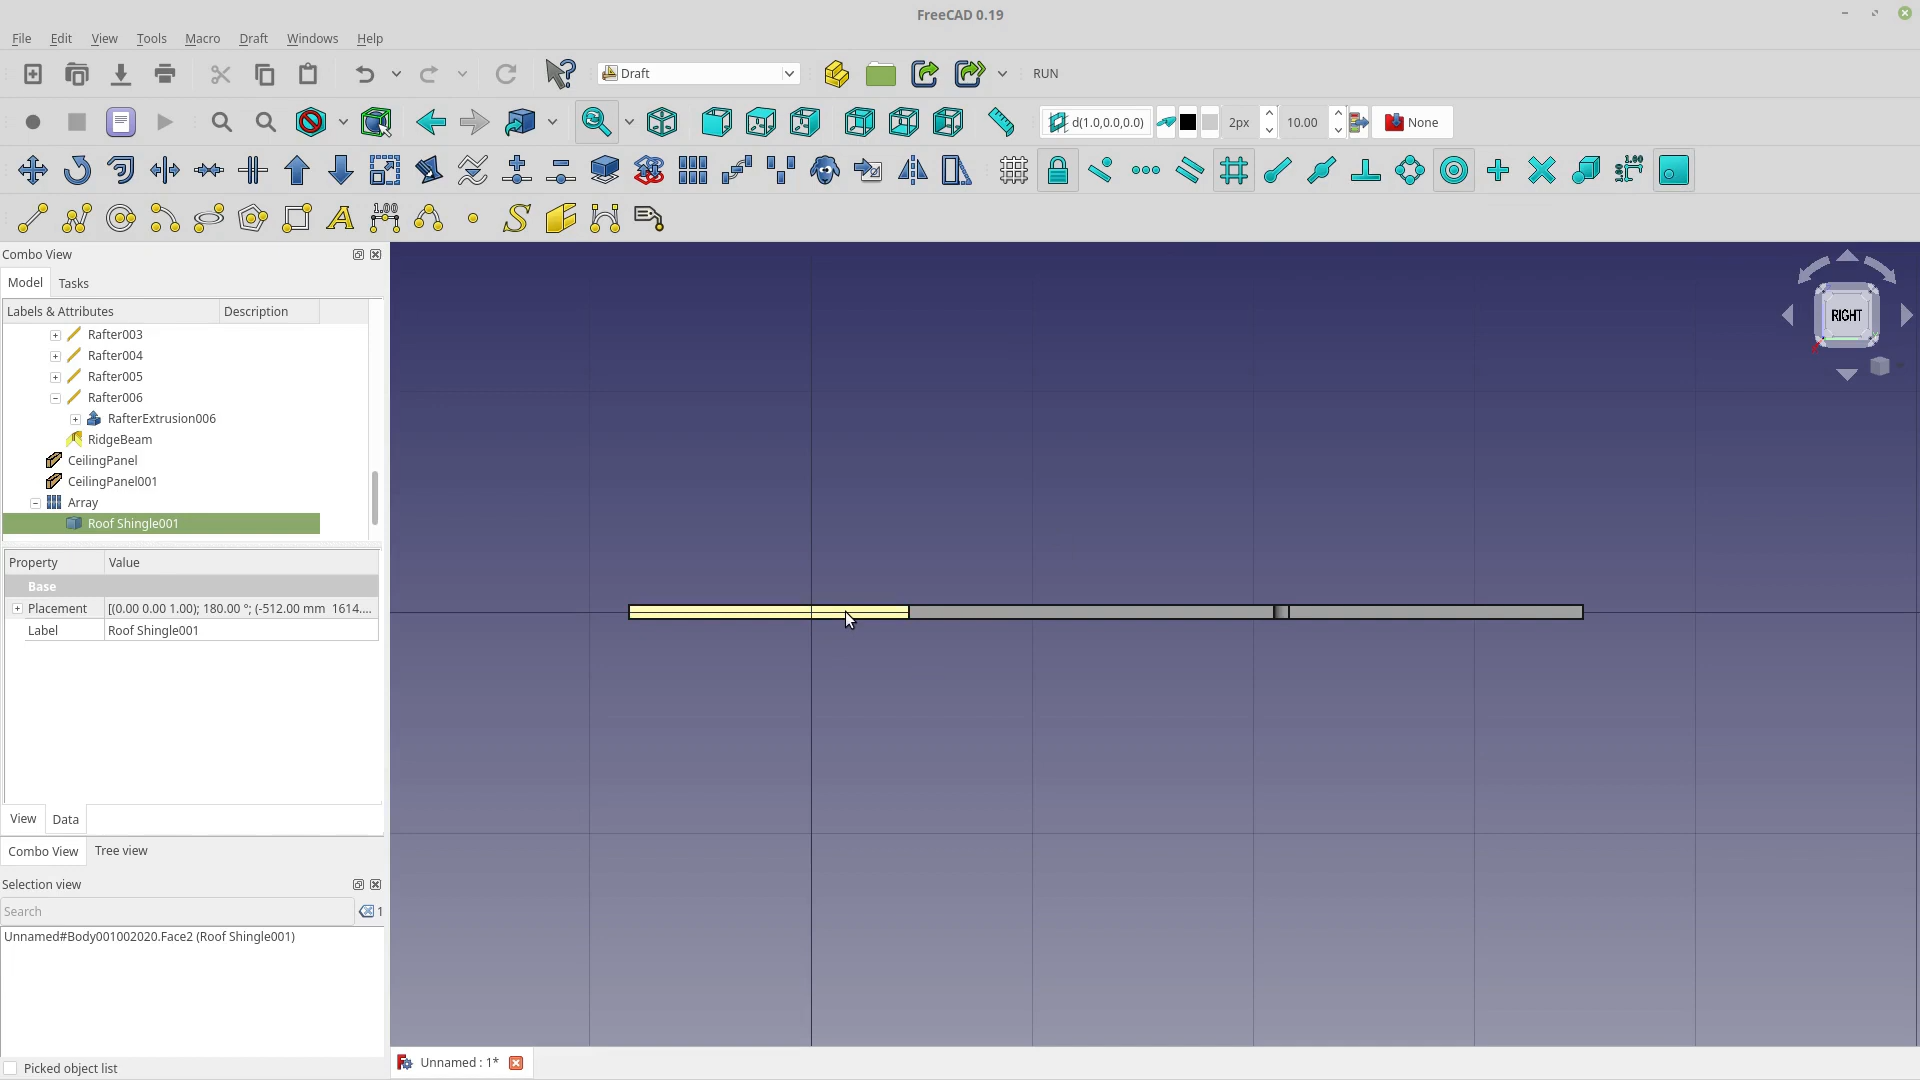 FreeCAD 0.19
File Edit View Tools Macro Draft Windows Help
Draft RUN
d(1.0,0.0,0.0) 2px 10.00 None
1.00
1.00
Combo View
Model Tasks
Labels & Attributes Description
Rafter003
Rafter004
Rafter005
Rafter006
RafterExtrusion006
RidgeBeam
CeilingPanel
CeilingPanel001
Array
Roof Shingle001
Property Value
Base
Placement [(0.00 0.00 1.00); 180.00 °; (-512.00 mm 1614....
Label Roof Shingle001
View Data
Combo View Tree view
Selection view
Search 1
Unnamed#Body001002020.Face2 (Roof Shingle001)
Picked object list
RIGHT
Unnamed : 1*